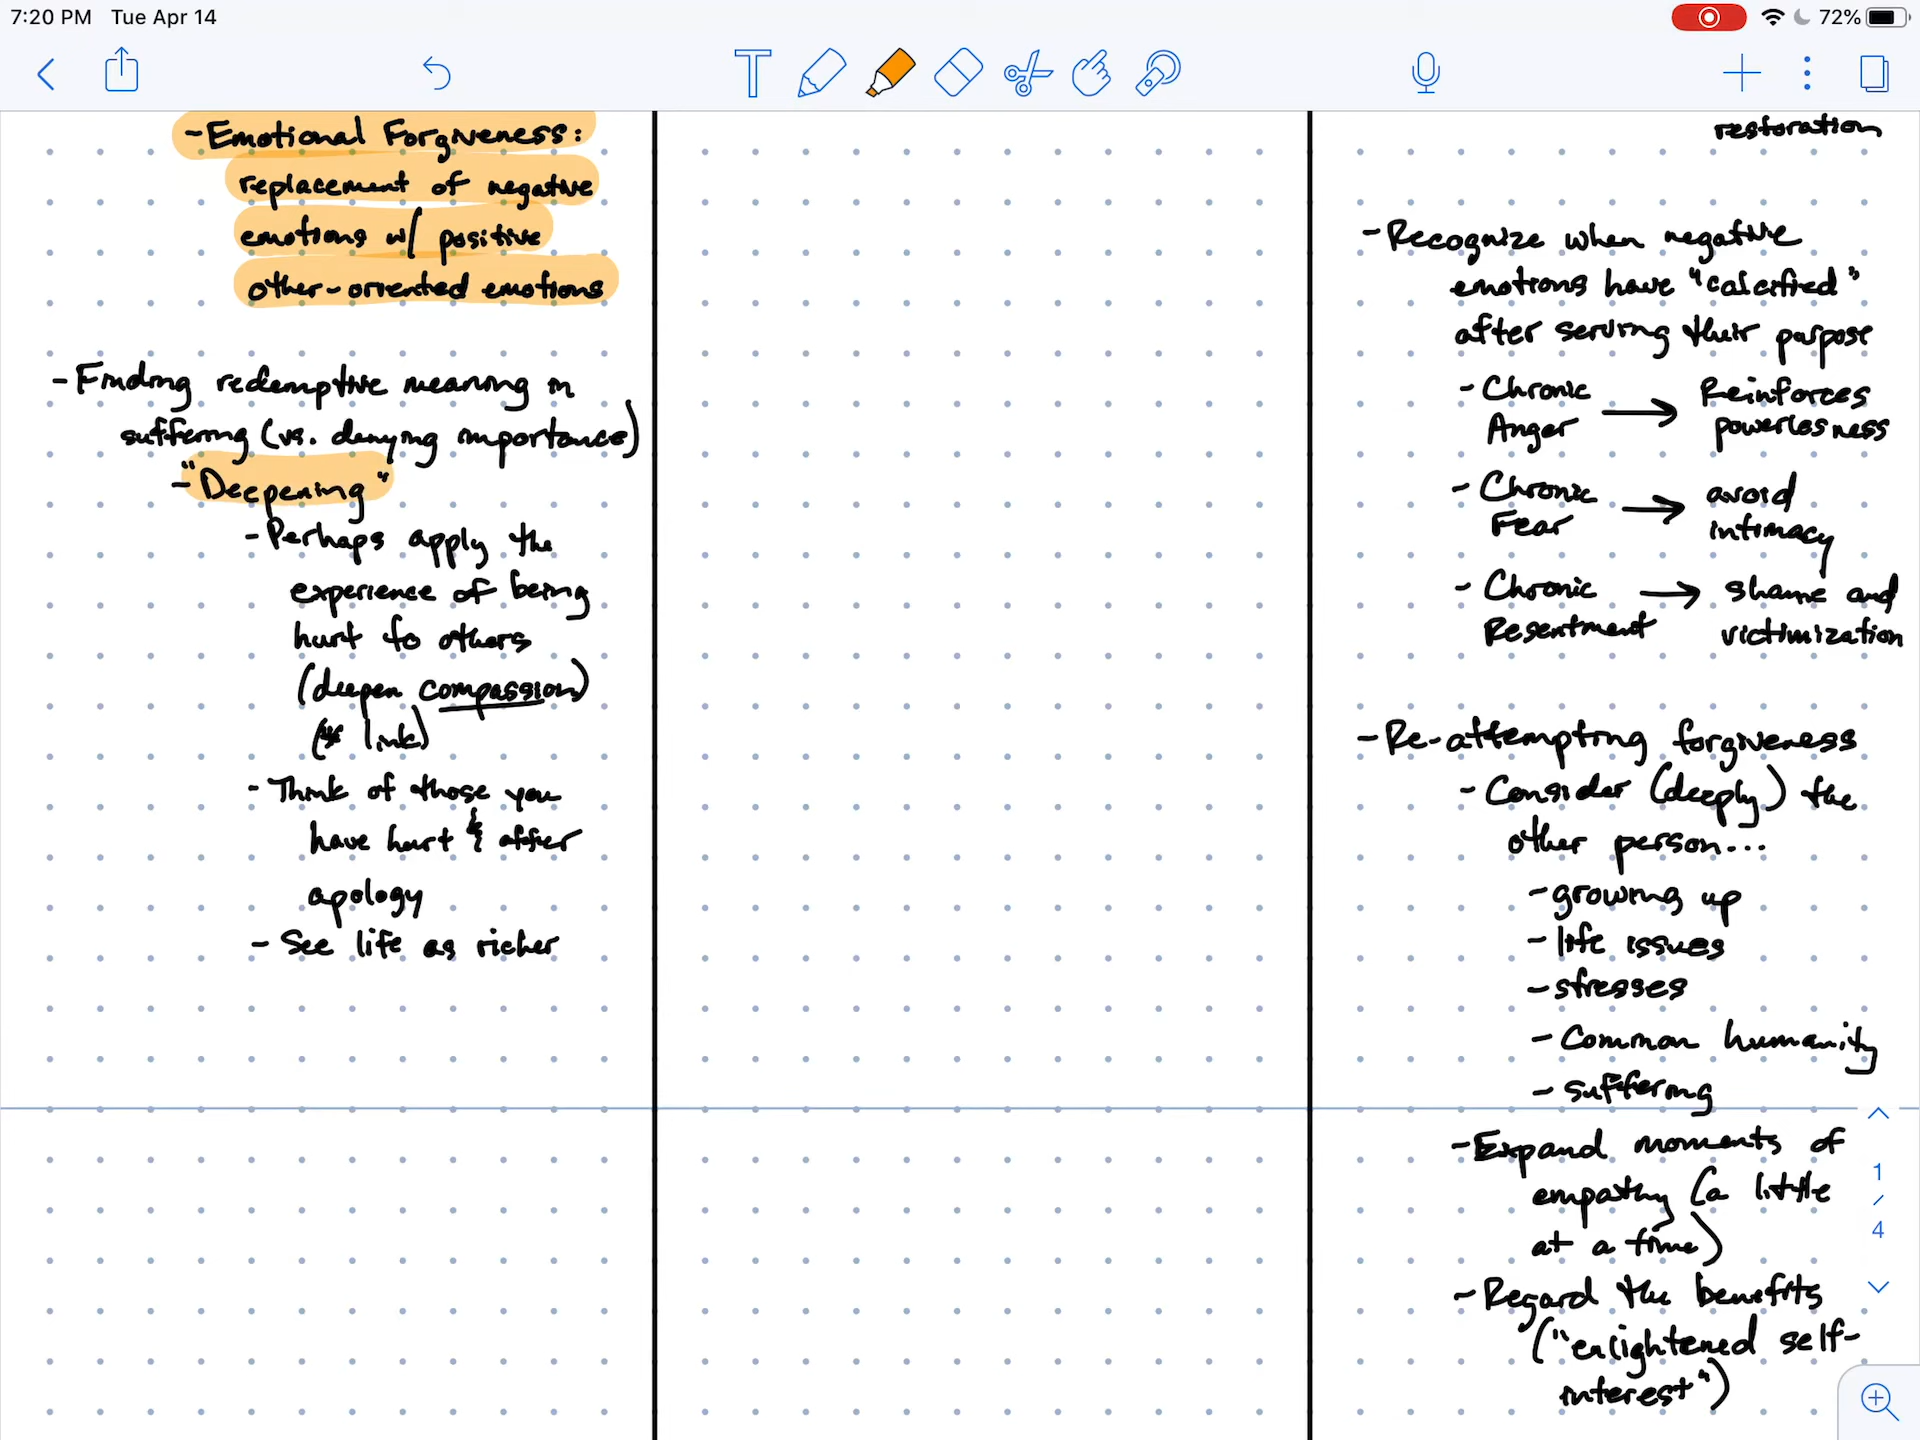 7:20 PM Tue Apr 14
72%
T
- Emotional Forgiveness:
replacement of negative
emotions w/ positive
other-oriented emotions
- Finding redemptive meaning in
suffering (vs. denying importance)
- "Deepening"
- Perhaps apply the
experience of being
hurt to others
(deepen compassion)
(* link)
- Think of those you
have hurt & offer
apology
- See life as richer
restoration
- Recognize when negative
emotions have "calcified"
after serving their purpose
- Chronic Anger → Reinforces powerlesness
- Chronic Fear → avoid intimacy
- Chronic Resentment → shame and victimization
- Re-attempting forgiveness
- Consider (deeply) the
other person...
- growing up
- life issues
- stresses
- Common humanity
- suffering
- Expand moments of
empathy (a little
at a time)
- Regard the benefits
("enlightened self-
interest")
1
/
4